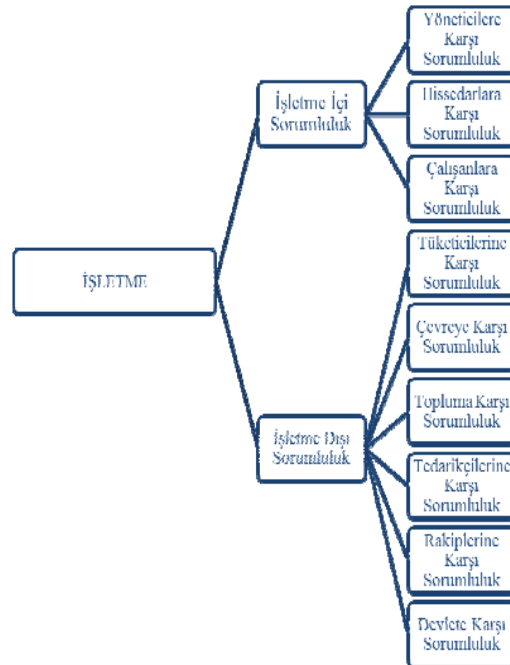 Yöneticilere
Karşı
Sorumluluk
İşletme İçi
Sorumluluk
Hissedarlara
Karşı
Sorumluluk
Çalışanlara
Karşı
Sorumluluk
İŞLETME
Tüketicilerine
Karşı
Sorumluluk
Çevreye Karşı
Sorumluluk
Topluma Karşı
Sorumluluk
İşletme Dışı
Sorumluluk
Tedarikçilerine
Karşı
Sorumluluk
Rakiplerine
Karşı
Sorumluluk
Devlete Karşı
Sorumluluk